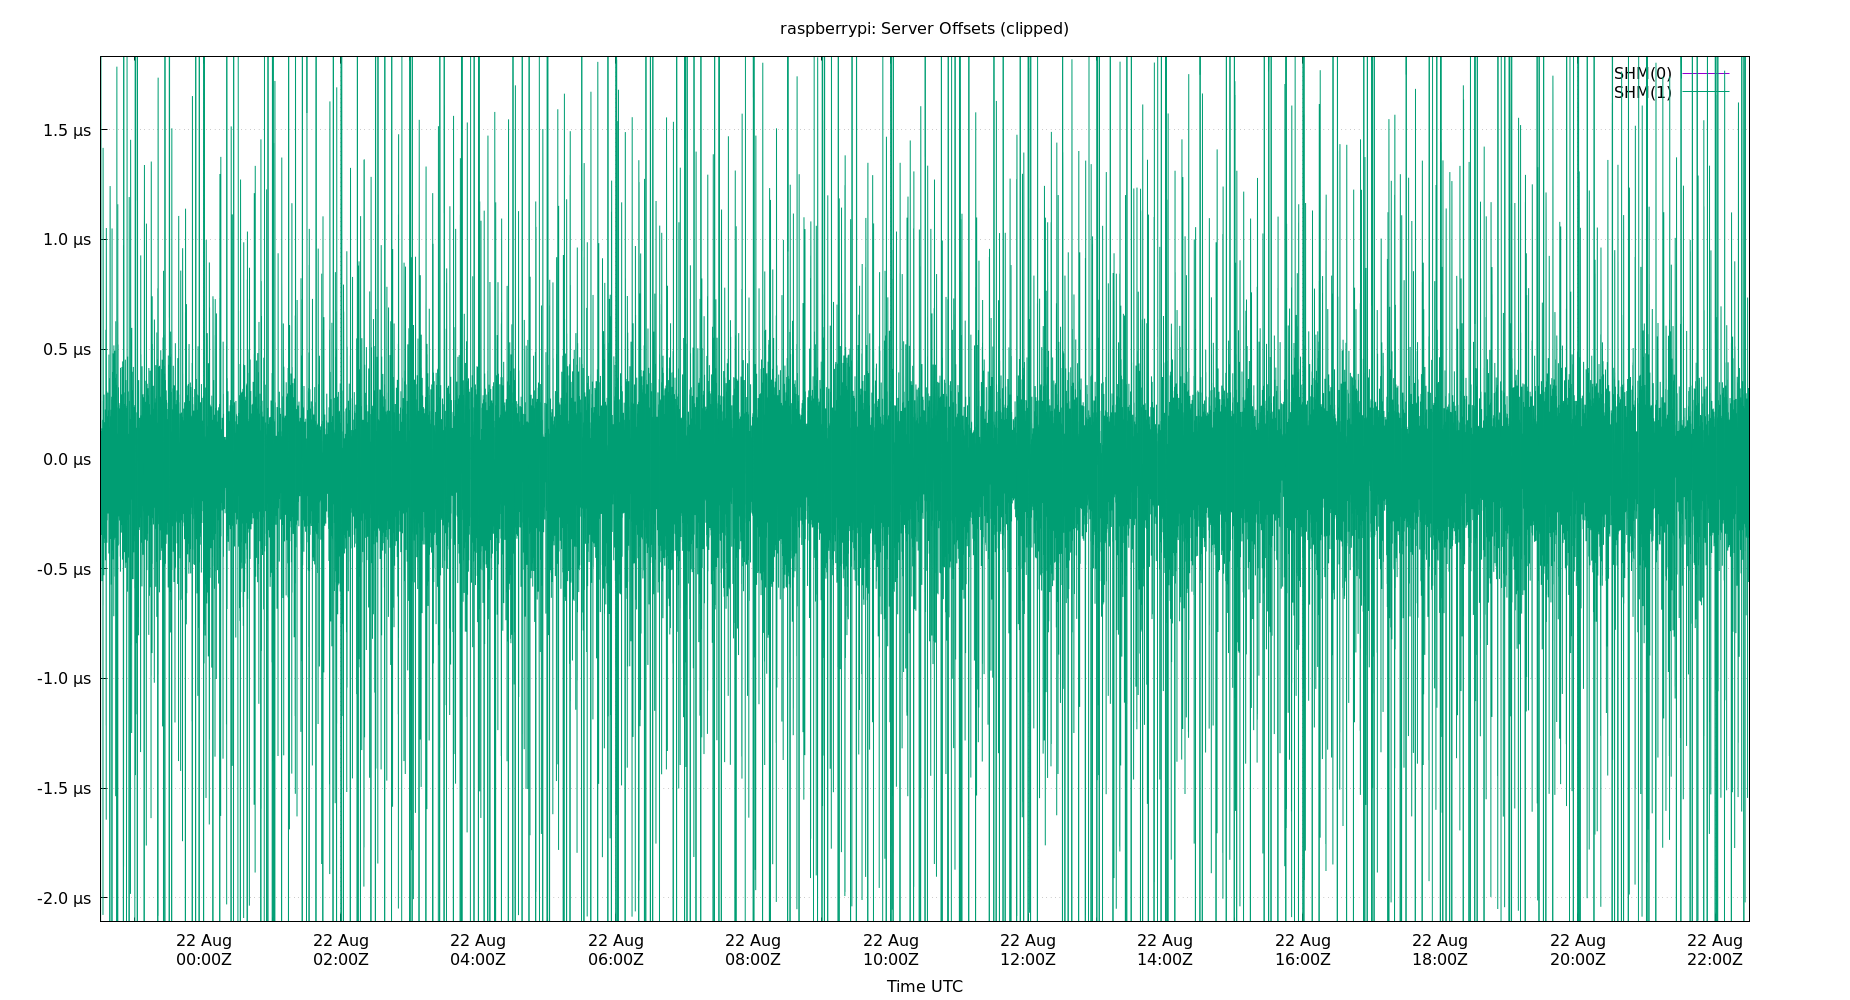 raspberrypi: Server Offsets (clipped)
SHM(0)
SHM(1)
1.5 µs
1.0 µs
0.5 µs
0.0 µs
-0.5 µs
-1.0 µs
-1.5 µs
-2.0 µs
22 Aug 22 Aug 22 Aug 22 Aug 22 Aug 22 Aug 22 Aug 22 Aug 22 Aug 22 Aug 22 Aug 22 Aug
00:00Z 02:00Z 04:00Z 06:00Z 08:00Z 10:00Z 12:00Z 14:00Z 16:00Z 18:00Z 20:00Z 22:00Z
Time UTC